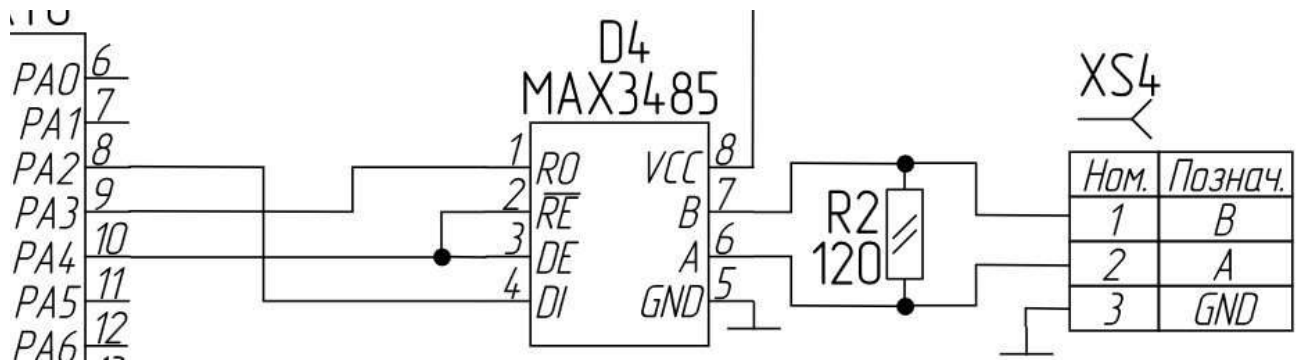 PA0 6
PA1 7
PA2 8
PA3 9
PA4 10
PA5 11
PA6 12
D4
MAX3485
1 RO
2 RE
3 DE
4 DI
VCC 8
B 7
A 6
GND 5
R2
120
XS4
Ном. Познач.
1 B
2 A
3 GND